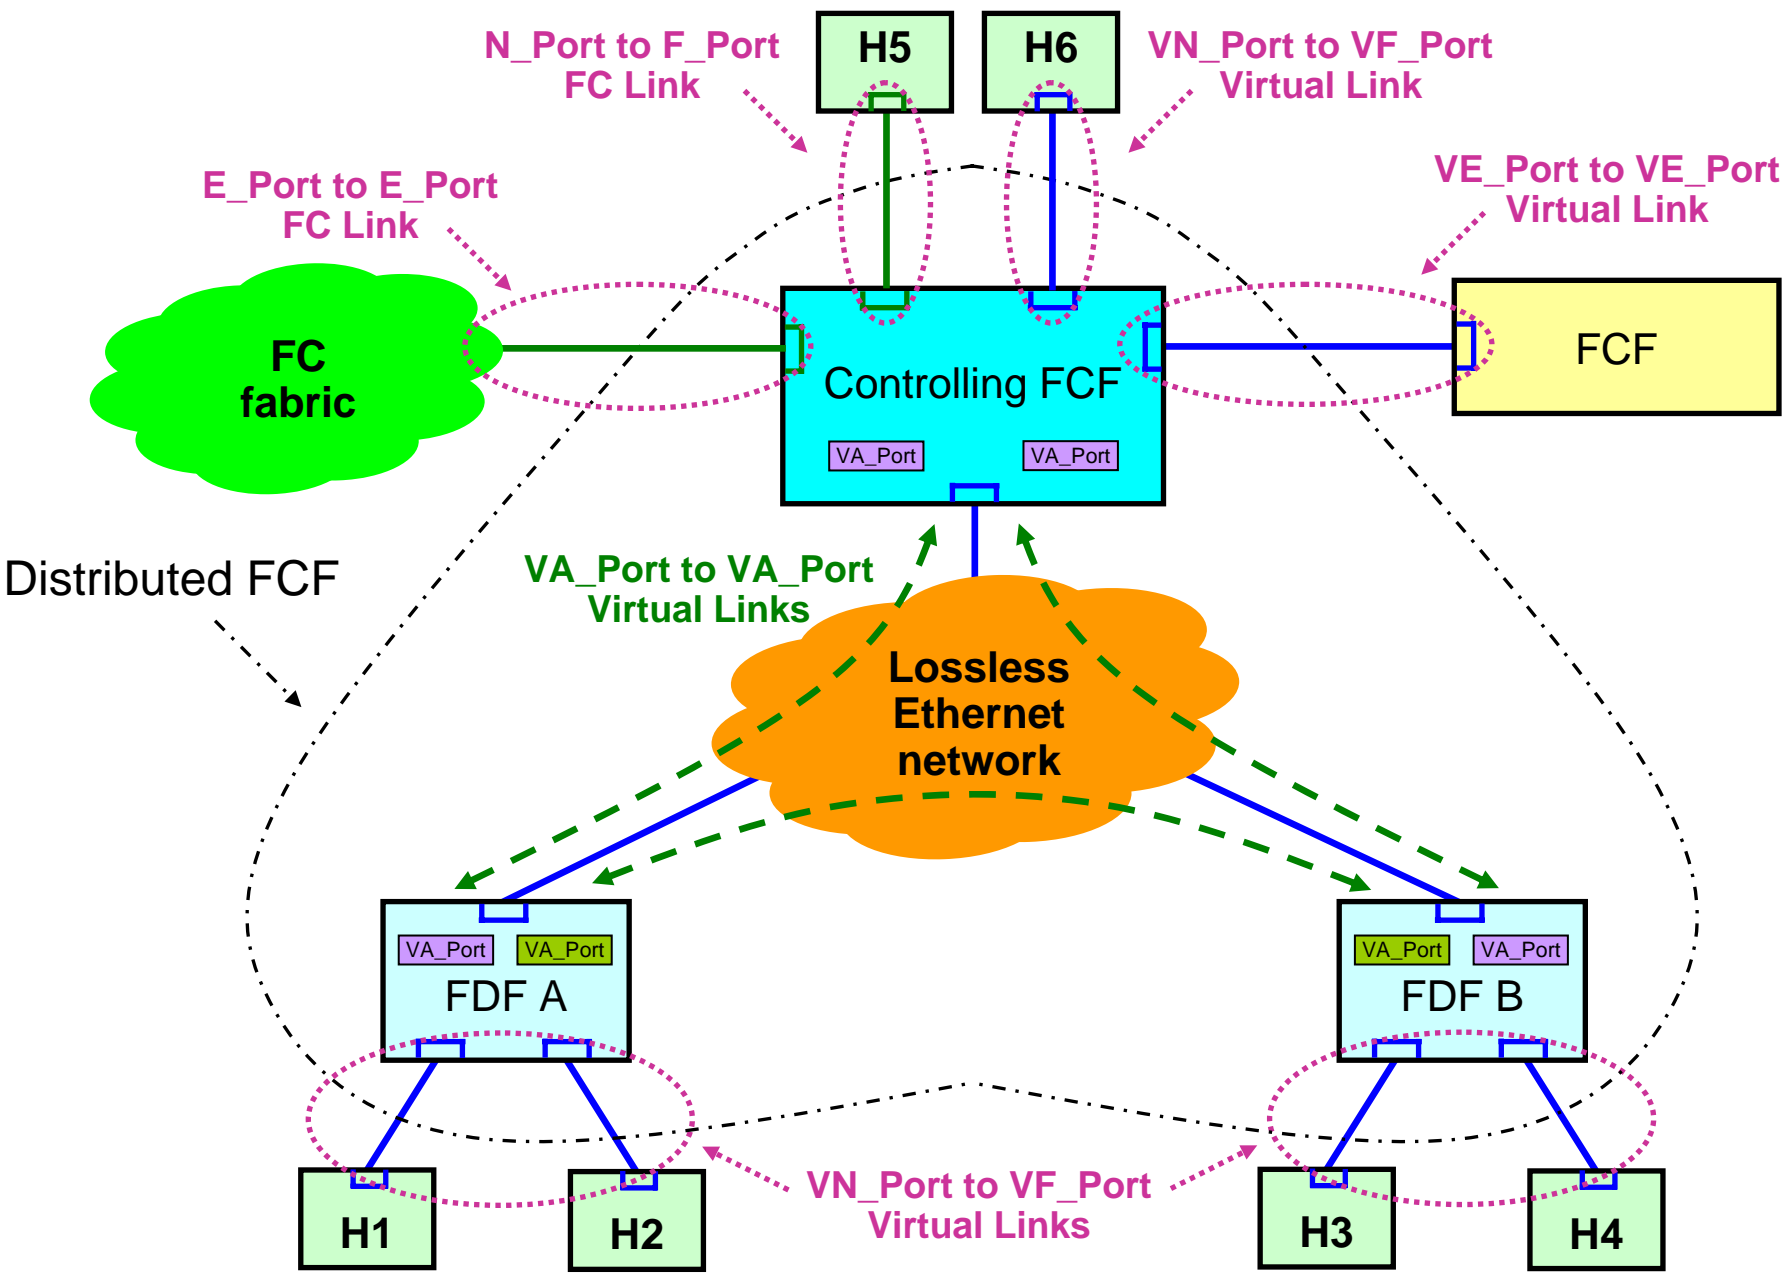 N_Port to F_Port
FC Link
H5
H6
VN_Port to VF_Port
Virtual Link
E_Port to E_Port
FC Link
VE_Port to VE_Port
Virtual Link
FC
fabric
Controlling FCF
FCF
VA_Port
VA_Port
Distributed FCF
VA_Port to VA_Port
Virtual Links
Lossless
Ethernet
network
VA_Port
VA_Port
FDF A
VA_Port
VA_Port
FDF B
VN_Port to VF_Port
Virtual Links
H1
H2
H3
H4